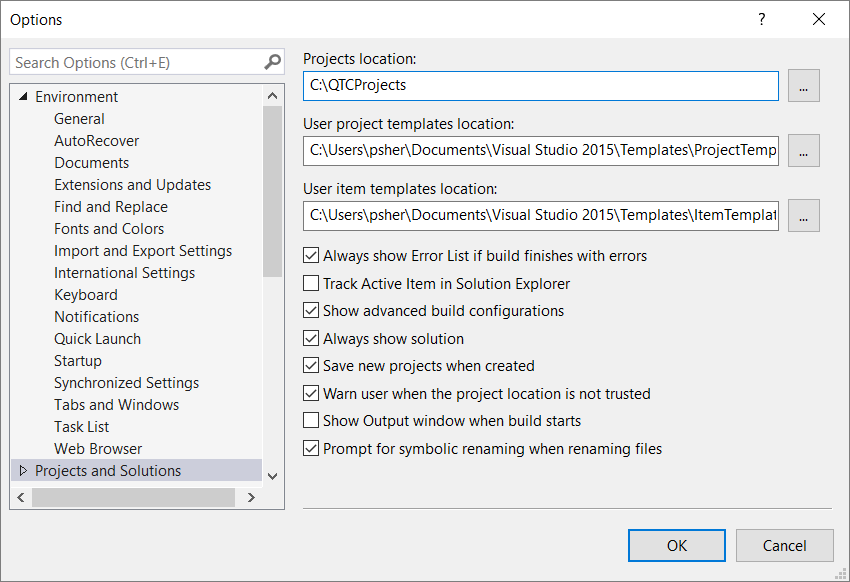 Options
?
Search Options (Ctrl+E)
Environment
General
AutoRecover
Documents
Extensions and Updates
Find and Replace
Fonts and Colors
Import and Export Settings
International Settings
Keyboard
Notifications
Quick Launch
Startup
Synchronized Settings
Tabs and Windows
Task List
Web Browser
Projects and Solutions
Projects location:
C:\QTCProjects
...
User project templates location:
C:\Users\psher\Documents\Visual Studio 2015\Templates\ProjectTemp
...
User item templates location:
C:\Users\psher\Documents\Visual Studio 2015\Templates\ItemTemplat
...
Always show Error List if build finishes with errors
Track Active Item in Solution Explorer
Show advanced build configurations
Always show solution
Save new projects when created
Warn user when the project location is not trusted
Show Output window when build starts
Prompt for symbolic renaming when renaming files
OK
Cancel